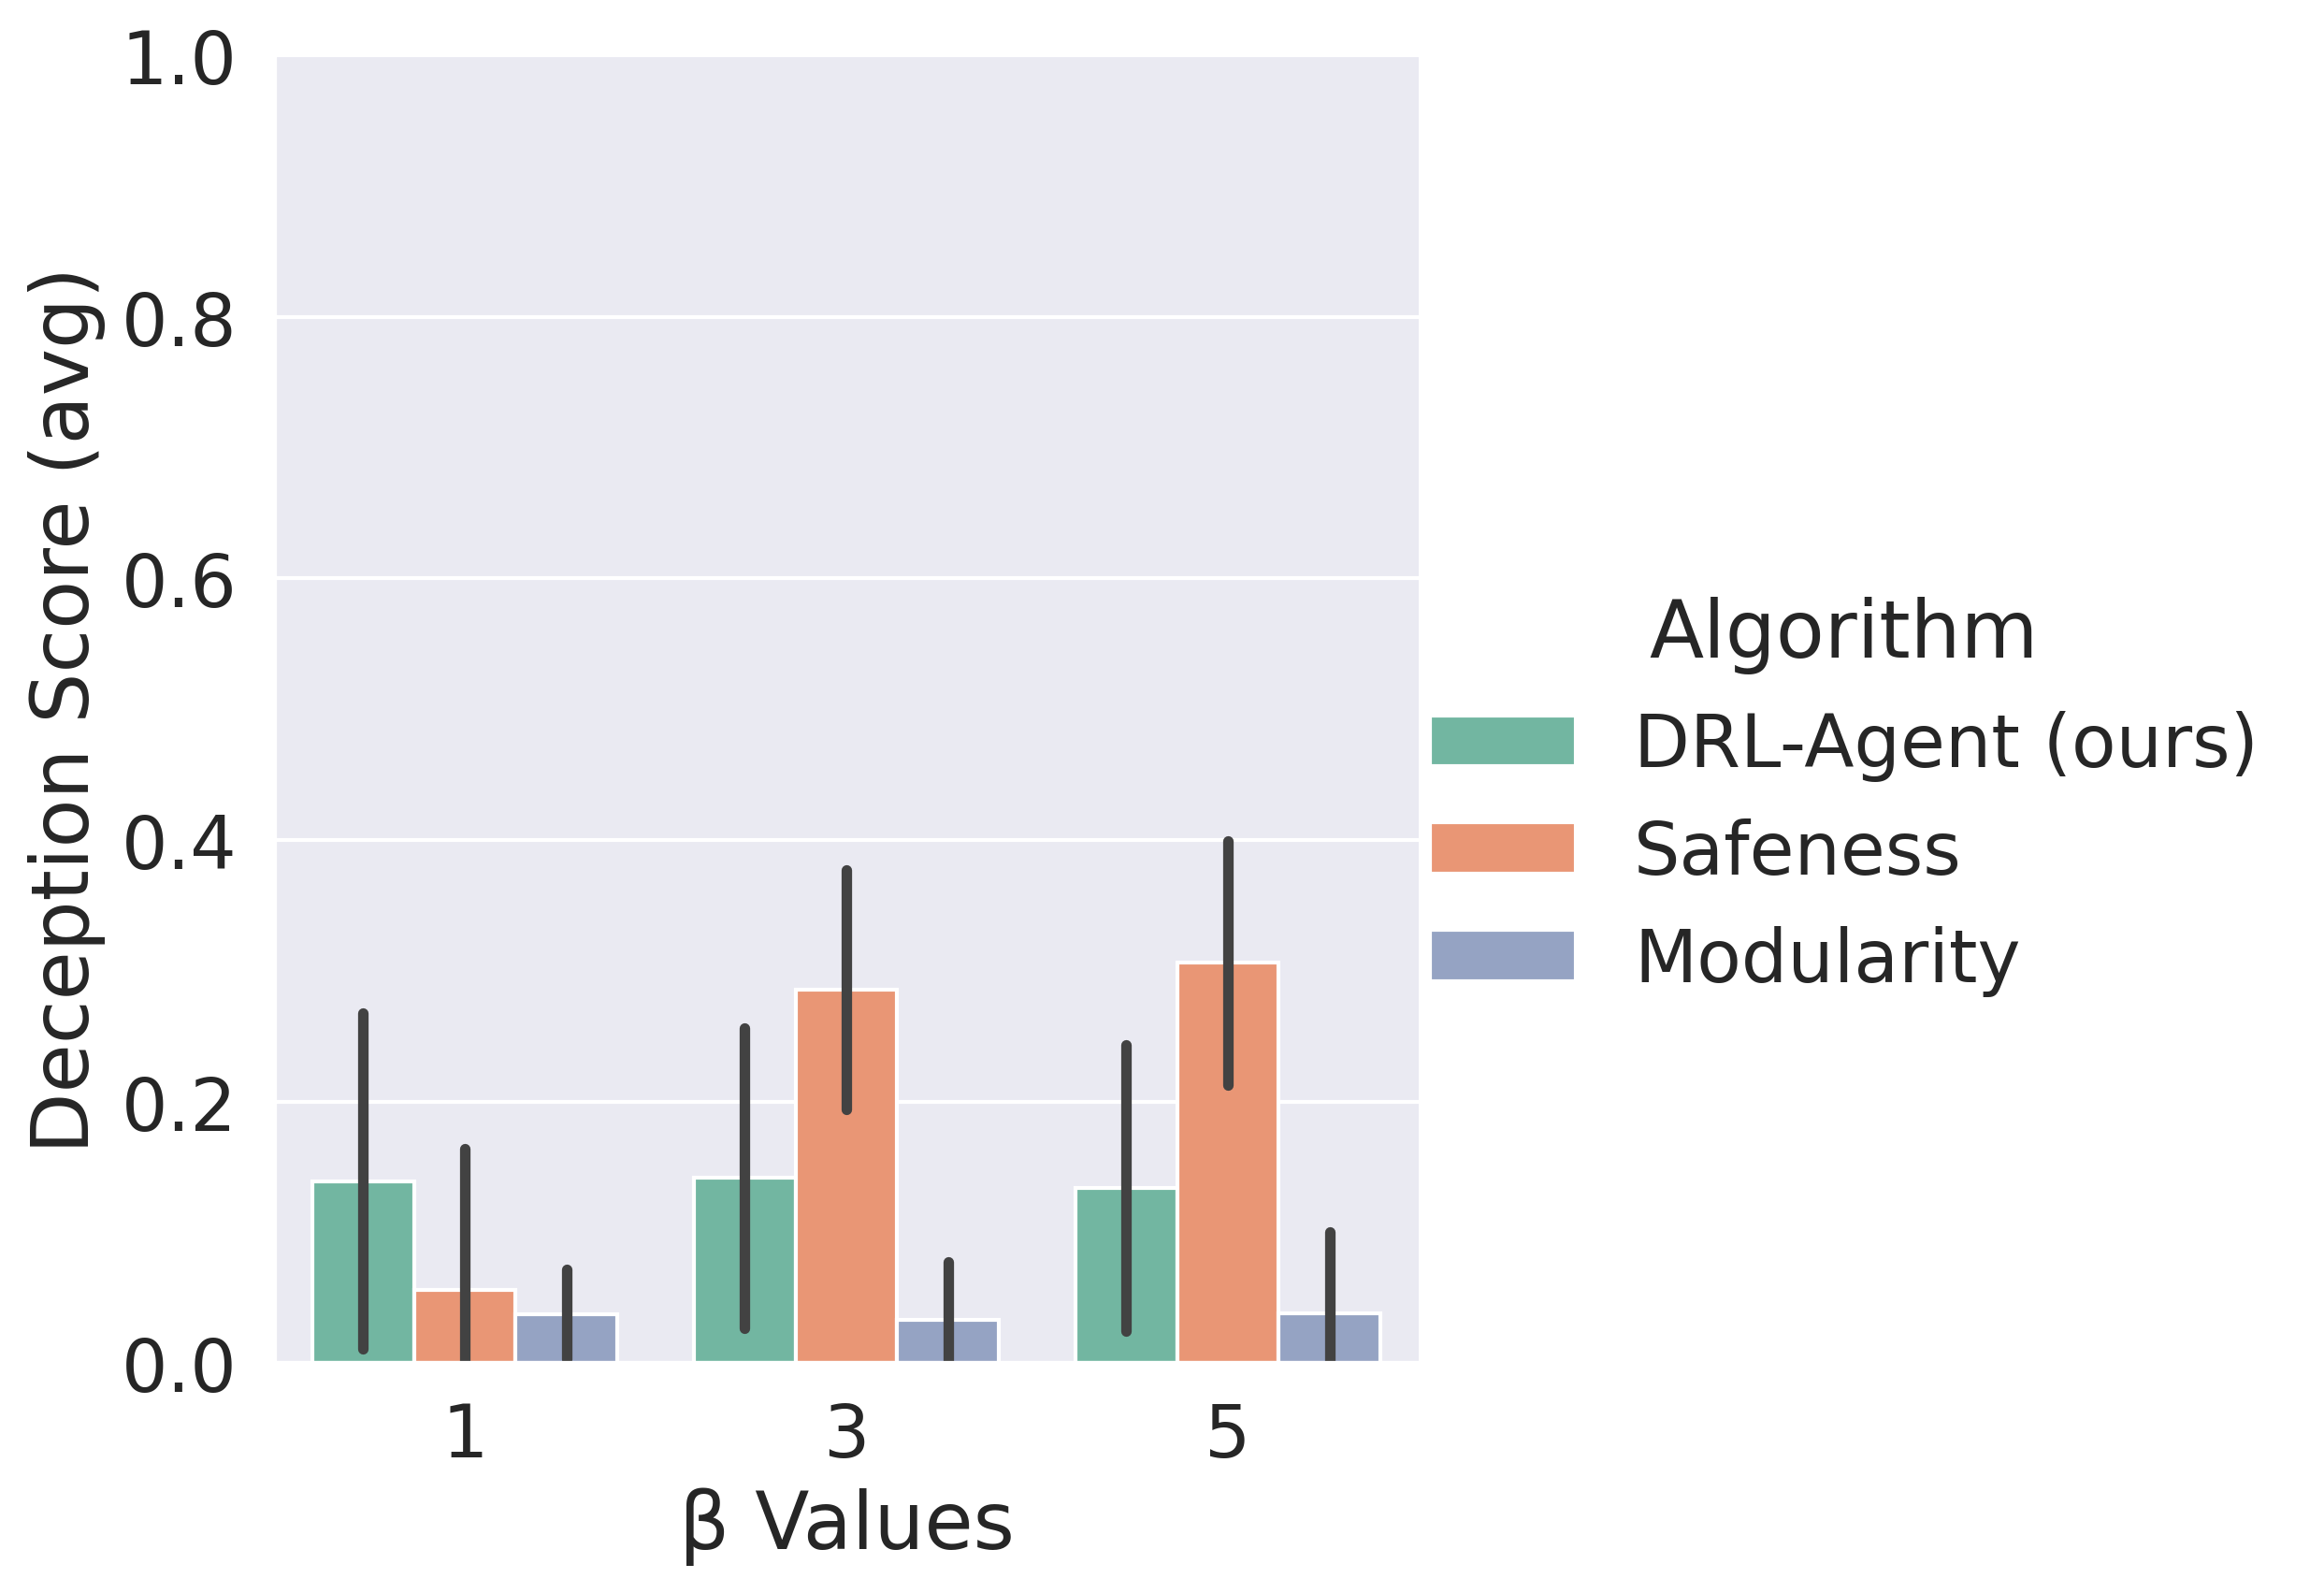 Deception Score (avg)
1.0
0.8
0.6
0.4
0.2
0.0
1 3 5
β Values
Algorithm
DRL-Agent (ours)
Safeness
Modularity